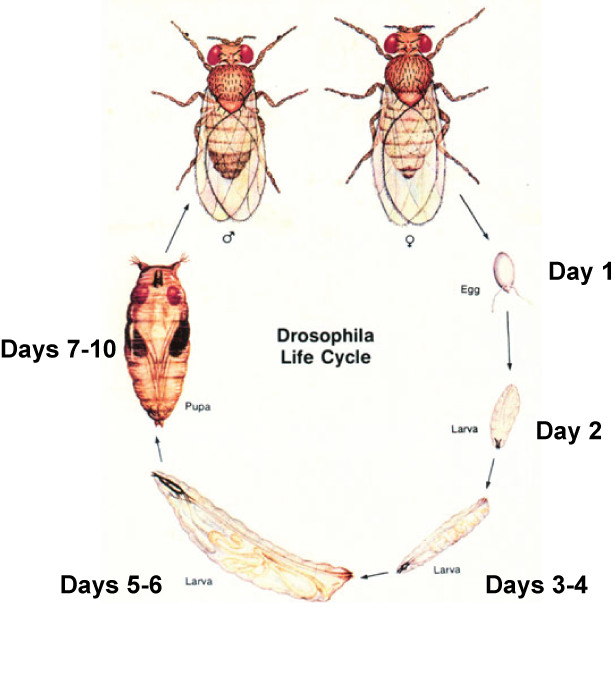 ♂
♀
Egg
Day 1
Days 7-10
Drosophila
Life Cycle
Pupa
Larva
Day 2
Larva
Days 3-4
Days 5-6
Larva